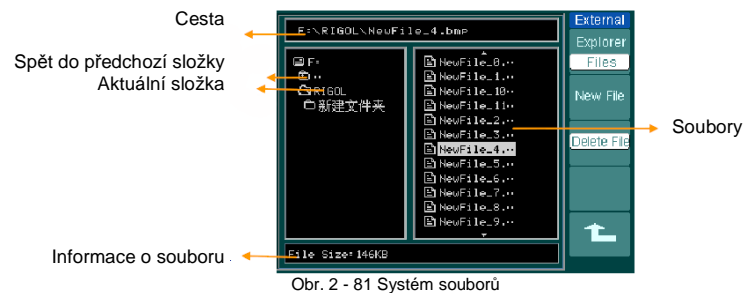 Cesta
Spět do předchozí složky
Aktuální složka
Informace o souboru
F:\RIGOL\NewFile_4.bmp
F:
..
RIGOL
新建文件夹
NewFile_0...
NewFile_1...
NewFile_10..
NewFile_11..
NewFile_2...
NewFile_3...
NewFile_4...
NewFile_5...
NewFile_6...
NewFile_7...
NewFile_8...
NewFile_9...
File Size:146KB
External
Explorer
Files
New File
Delete File
Soubory
Obr. 2 - 81 Systém souborů